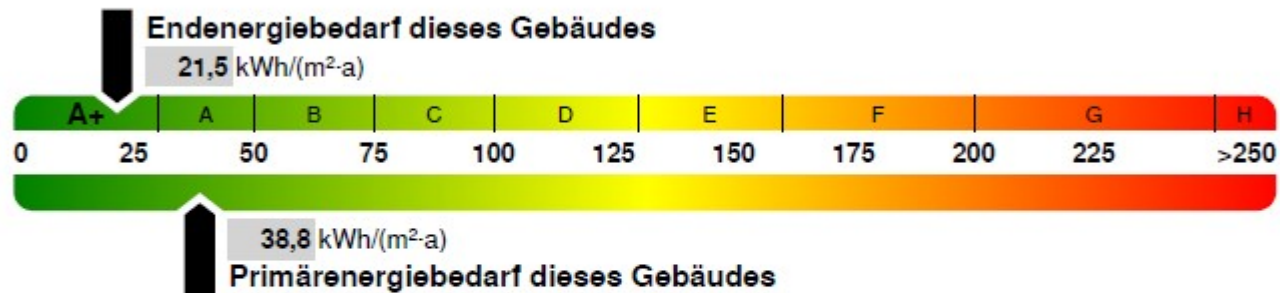 Endenergiebedarf dieses Gebäudes
21,5 kWh/(m²·a)
A+ A B C D E F G H
0 25 50 75 100 125 150 175 200 225 >250
38,8 kWh/(m²·a)
Primärenergiebedarf dieses Gebäudes